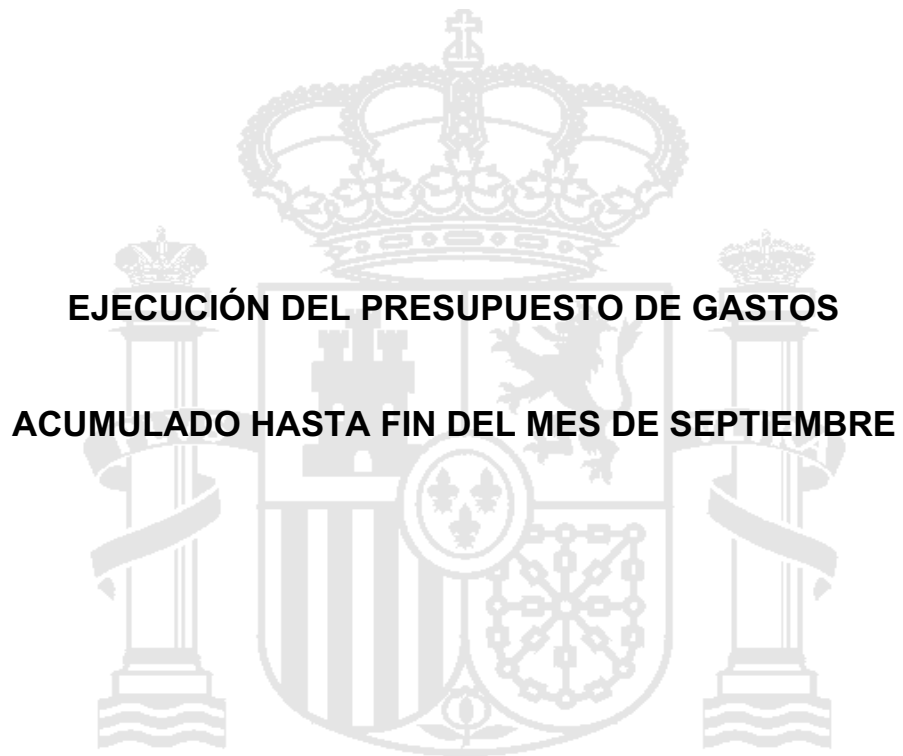 EJECUCIÓN DEL PRESUPUESTO DE GASTOS
ACUMULADO HASTA FIN DEL MES DE SEPTIEMBRE